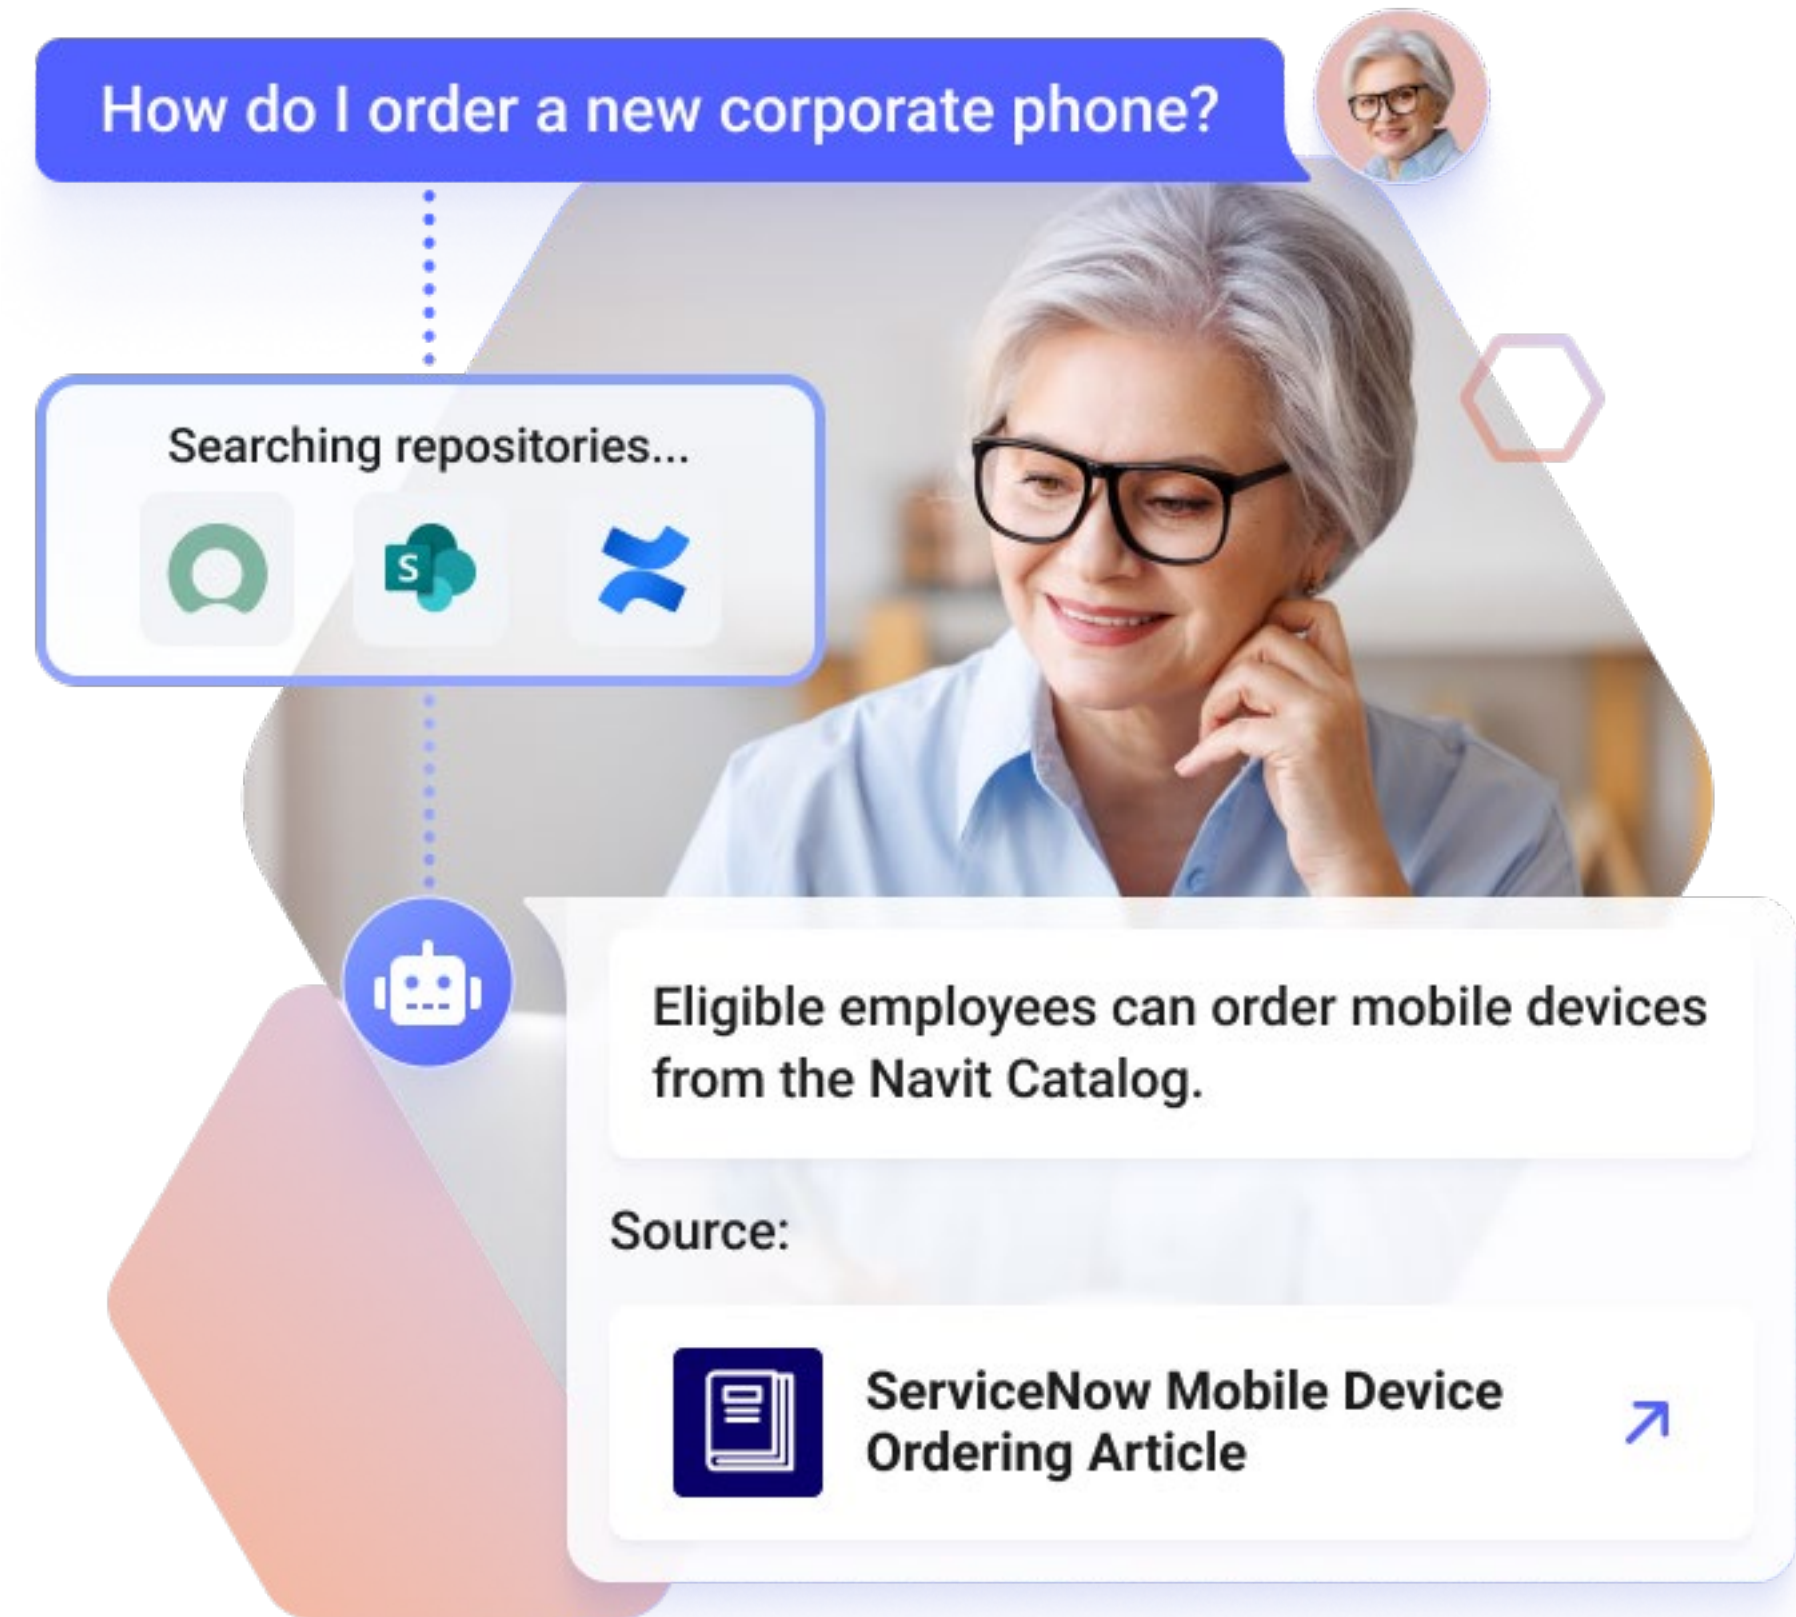 How do I order a new corporate phone?
Searching repositories...
S
Eligible employees can order mobile devices
from the Navit Catalog.
Source:
ServiceNow Mobile Device
Ordering Article